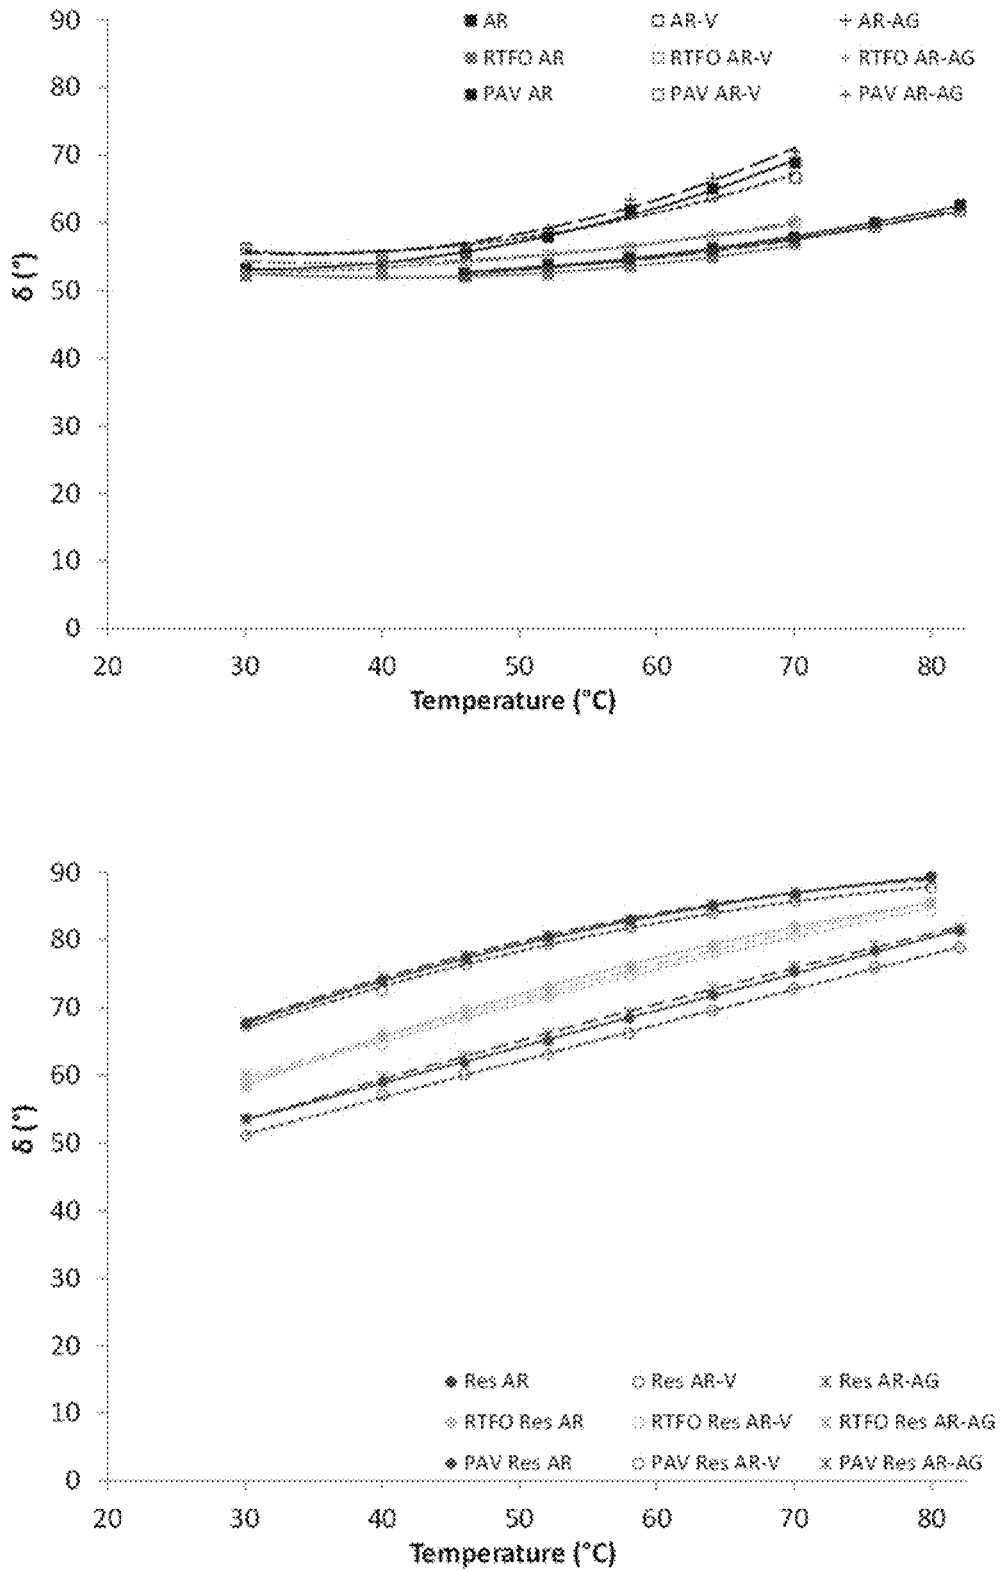 90
80
70
60
50
40
30
20
10
0
δ (°)
AR AR-V AR-AG
RTFO AR RTFO AR-V RTFO AR-AG
PAV AR PAV AR-V PAV AR-AG
20 30 40 50 60 70 80
Temperature (°C)
90
80
70
60
50
40
30
20
10
0
δ (°)
Res AR Res AR-V Res AR-AG
RTFO Res AR RTFO Res AR-V RTFO Res AR-AG
PAV Res AR PAV Res AR-V PAV Res AR-AG
20 30 40 50 60 70 80
Temperature (°C)